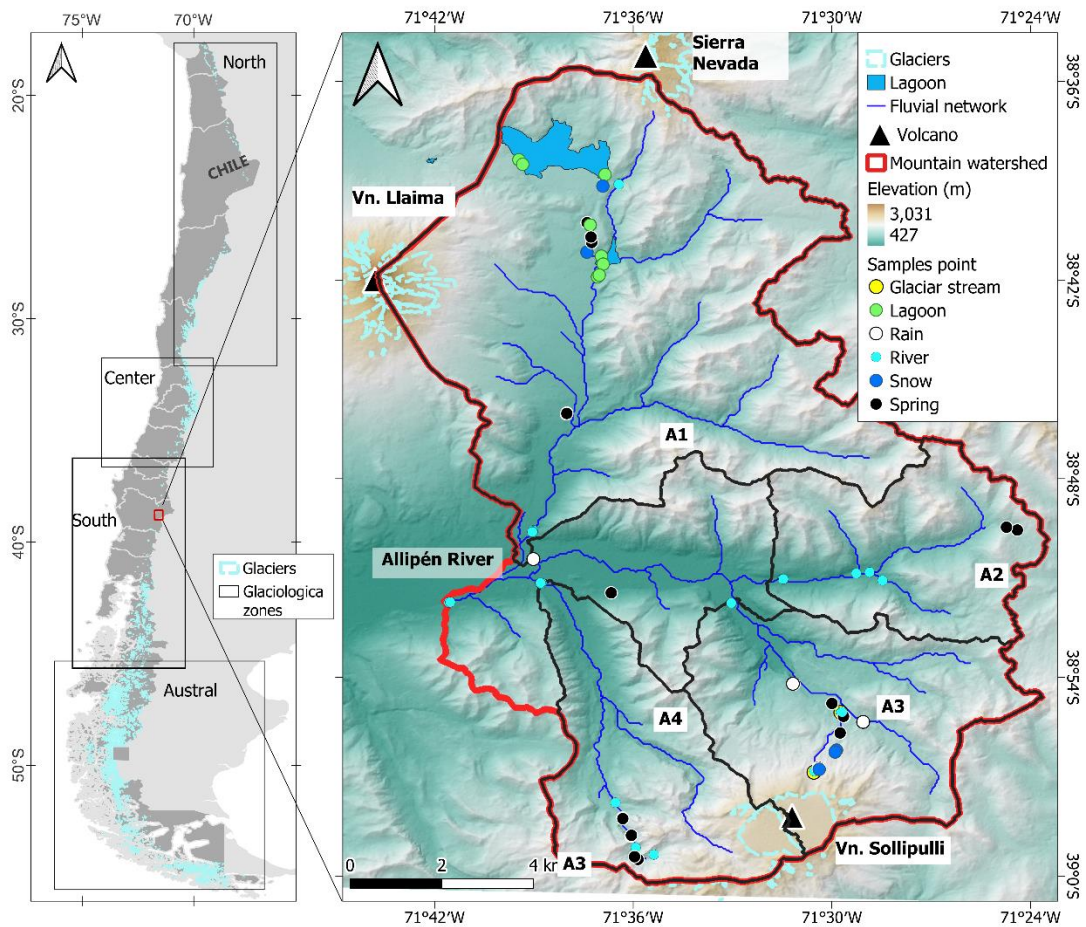 75°W
70°W
North
20°S
CHILE
30°S
Center
South
40°S
Glaciers
Glaciologica
zones
Austral
50°S
71°42'W
71°36'W
71°30'W
71°24'W
Sierra
Nevada
Vn. Llaima
A1
Allipén River
A2
A3
A4
A3
Vn. Sollipulli
0
2
4 kr
Glaciers
Lagoon
Fluvial network
Volcano
Mountain watershed
Elevation (m)
3,031
427
Samples point
Glaciar stream
Lagoon
Rain
River
Snow
Spring
38°36'S
38°42'S
38°48'S
38°54'S
39°0'S
71°42'W
71°36'W
71°30'W
71°24'W